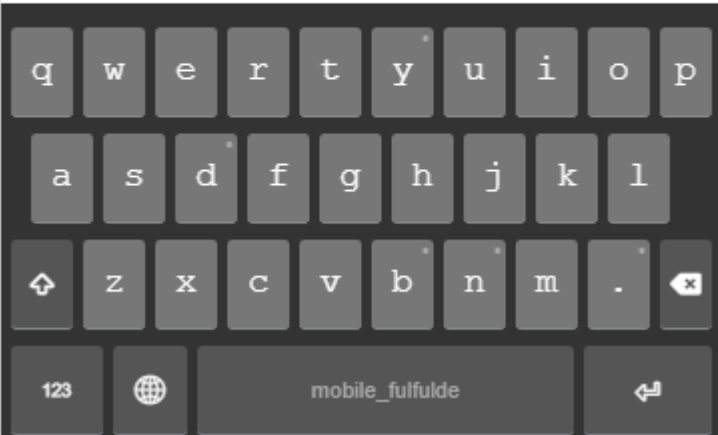 q w e r t y u i o p
a s d f g h j k l
z x c v b n m .
123 mobile_fulfulde